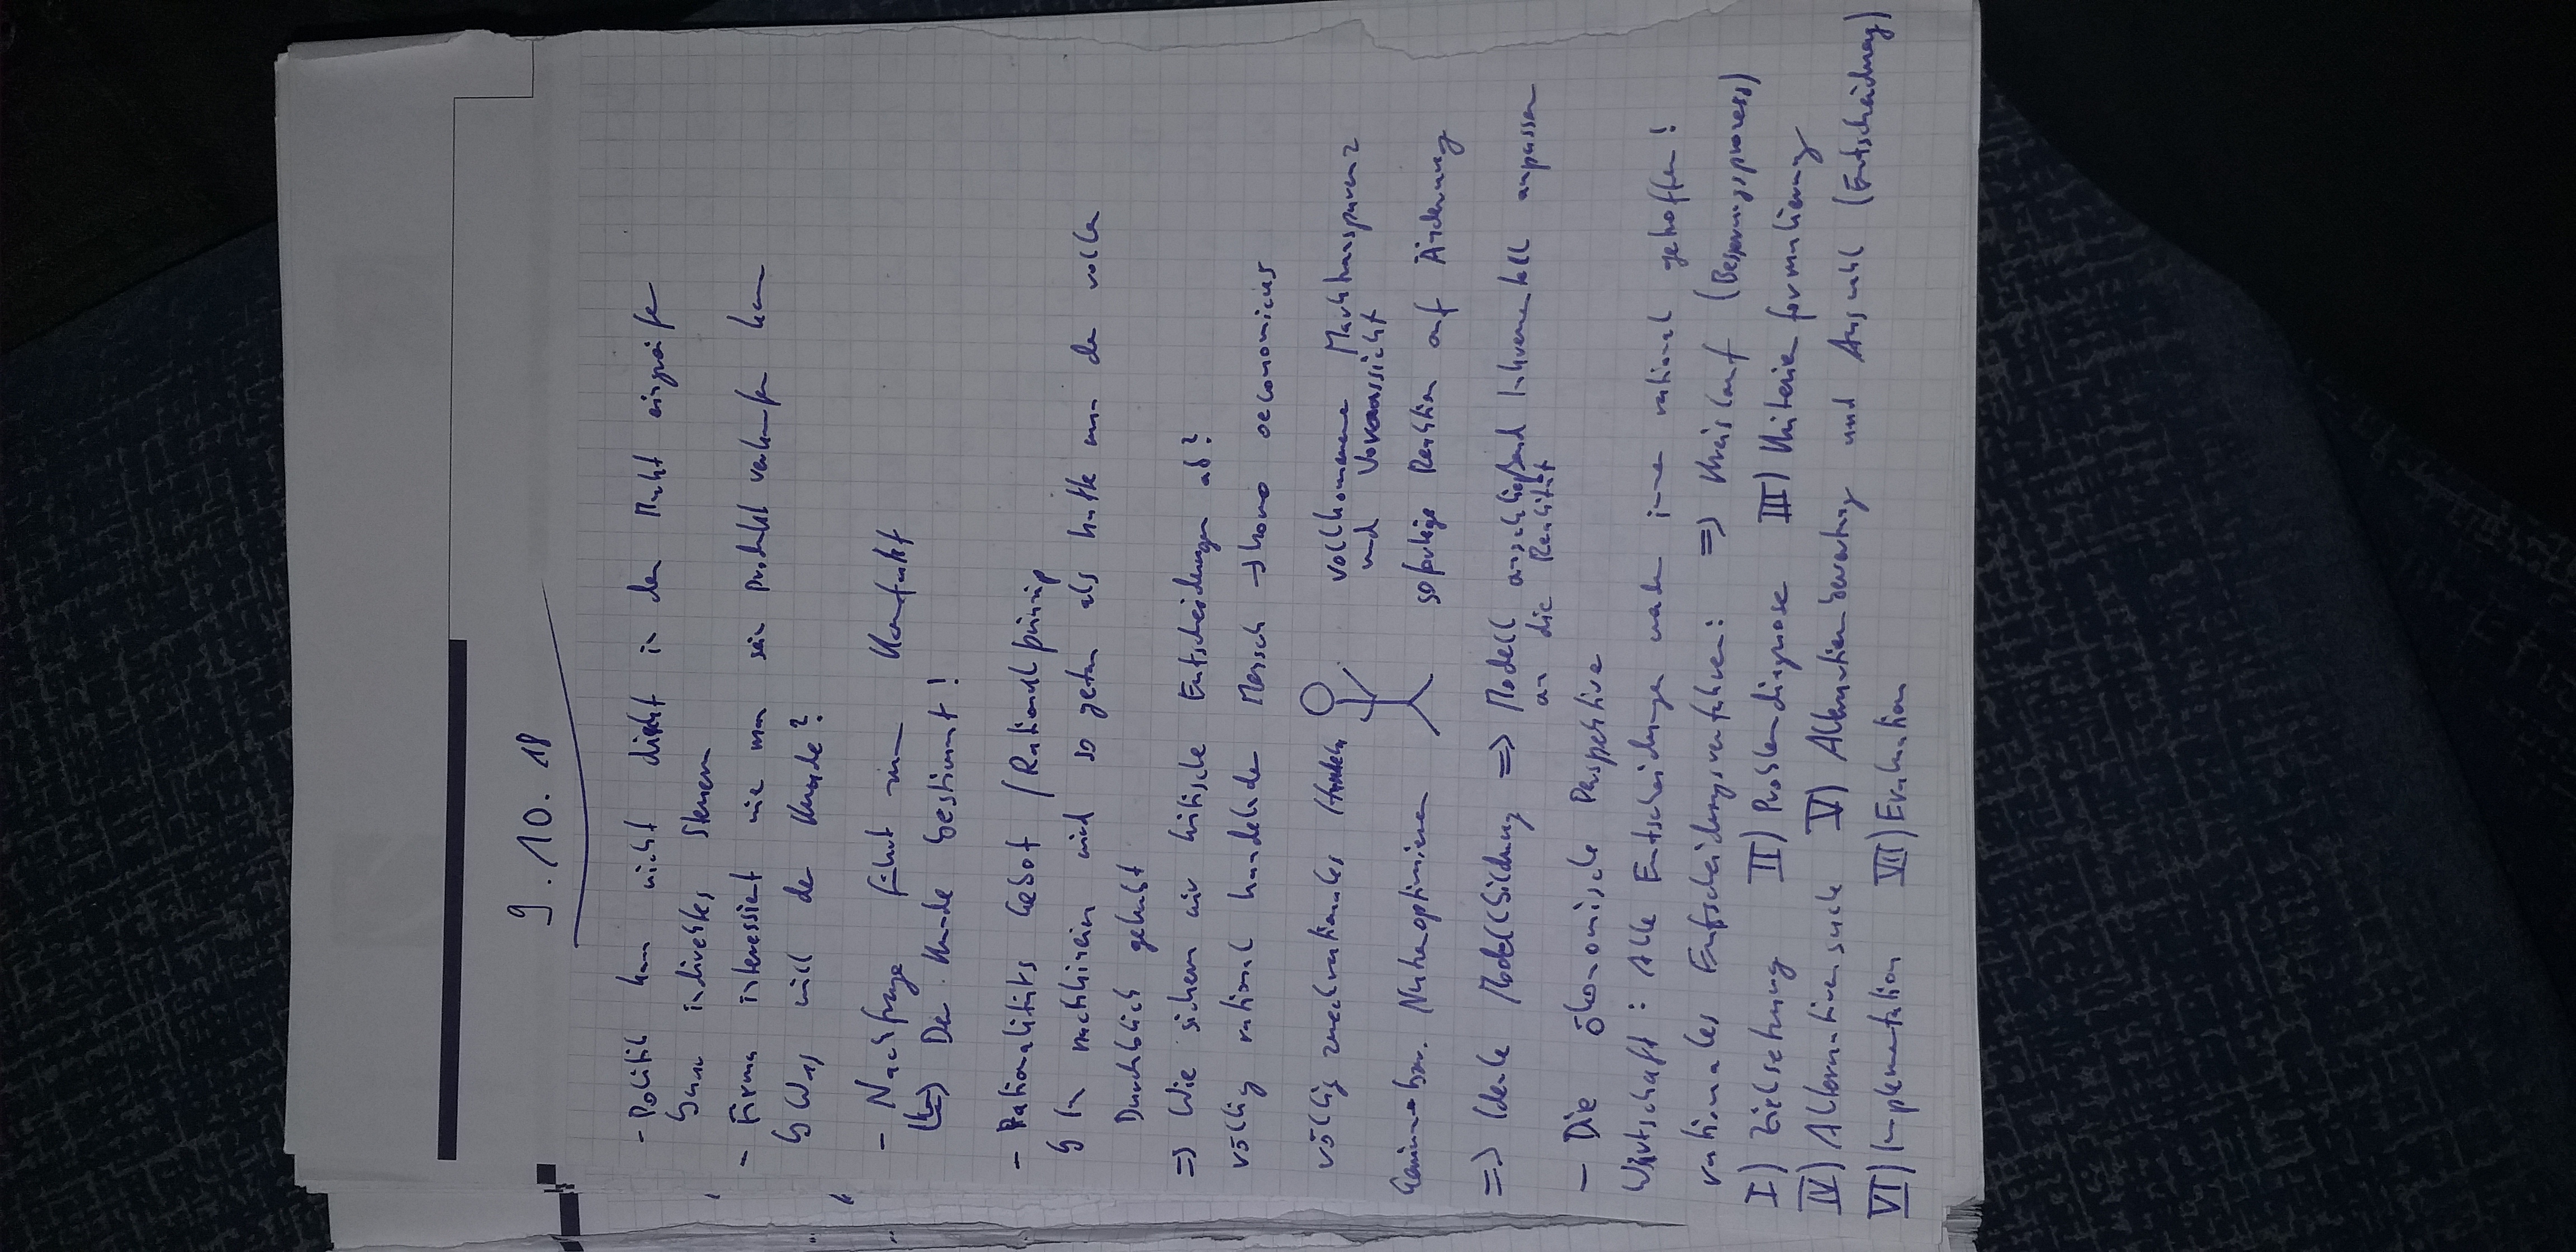 9.10.18
- Politik kann nicht direkt in den Markt eingreifen
↳ nur indirektes Steuern
- Firma interessiert wie man sein Produkt verkaufen kann
↳ Was will der Kunde?
- Nachfrage führt zum
Der Kunde bestimmt!
- Rationalitäts Gebot / Rationalprinzip
↳ Im nachhinein wird so getan als hätte man den vollen
Durchblick gehabt
=> Wie sichern wir kritische Entscheidungen ab?
völlig rational handelnder Mensch -> homo oeconomicus
völlig zweckrationales Handeln
vollkommene Markttransparenz
und Voraussicht
Gewinne bzw. Nutzenoptimieren
sofortige Reaktion auf Änderung
=> Ideale Modellbildung => Modell anschließend Inkrementell anpassen
an die Realität
- Die ökonomische Perspektive
Wirtschaft: Alle Entscheidungen werden immer rational getroffen!
rationales Entscheidungsverfahren: => Kreislauf
I) Zielsetzung II) Problemdiagnose III) Kriterien formulierung
IV) Alternativensuche V) Alternativenbewertung und Auswahl (Entscheidung)
VI) Implementation VII) Evaluation